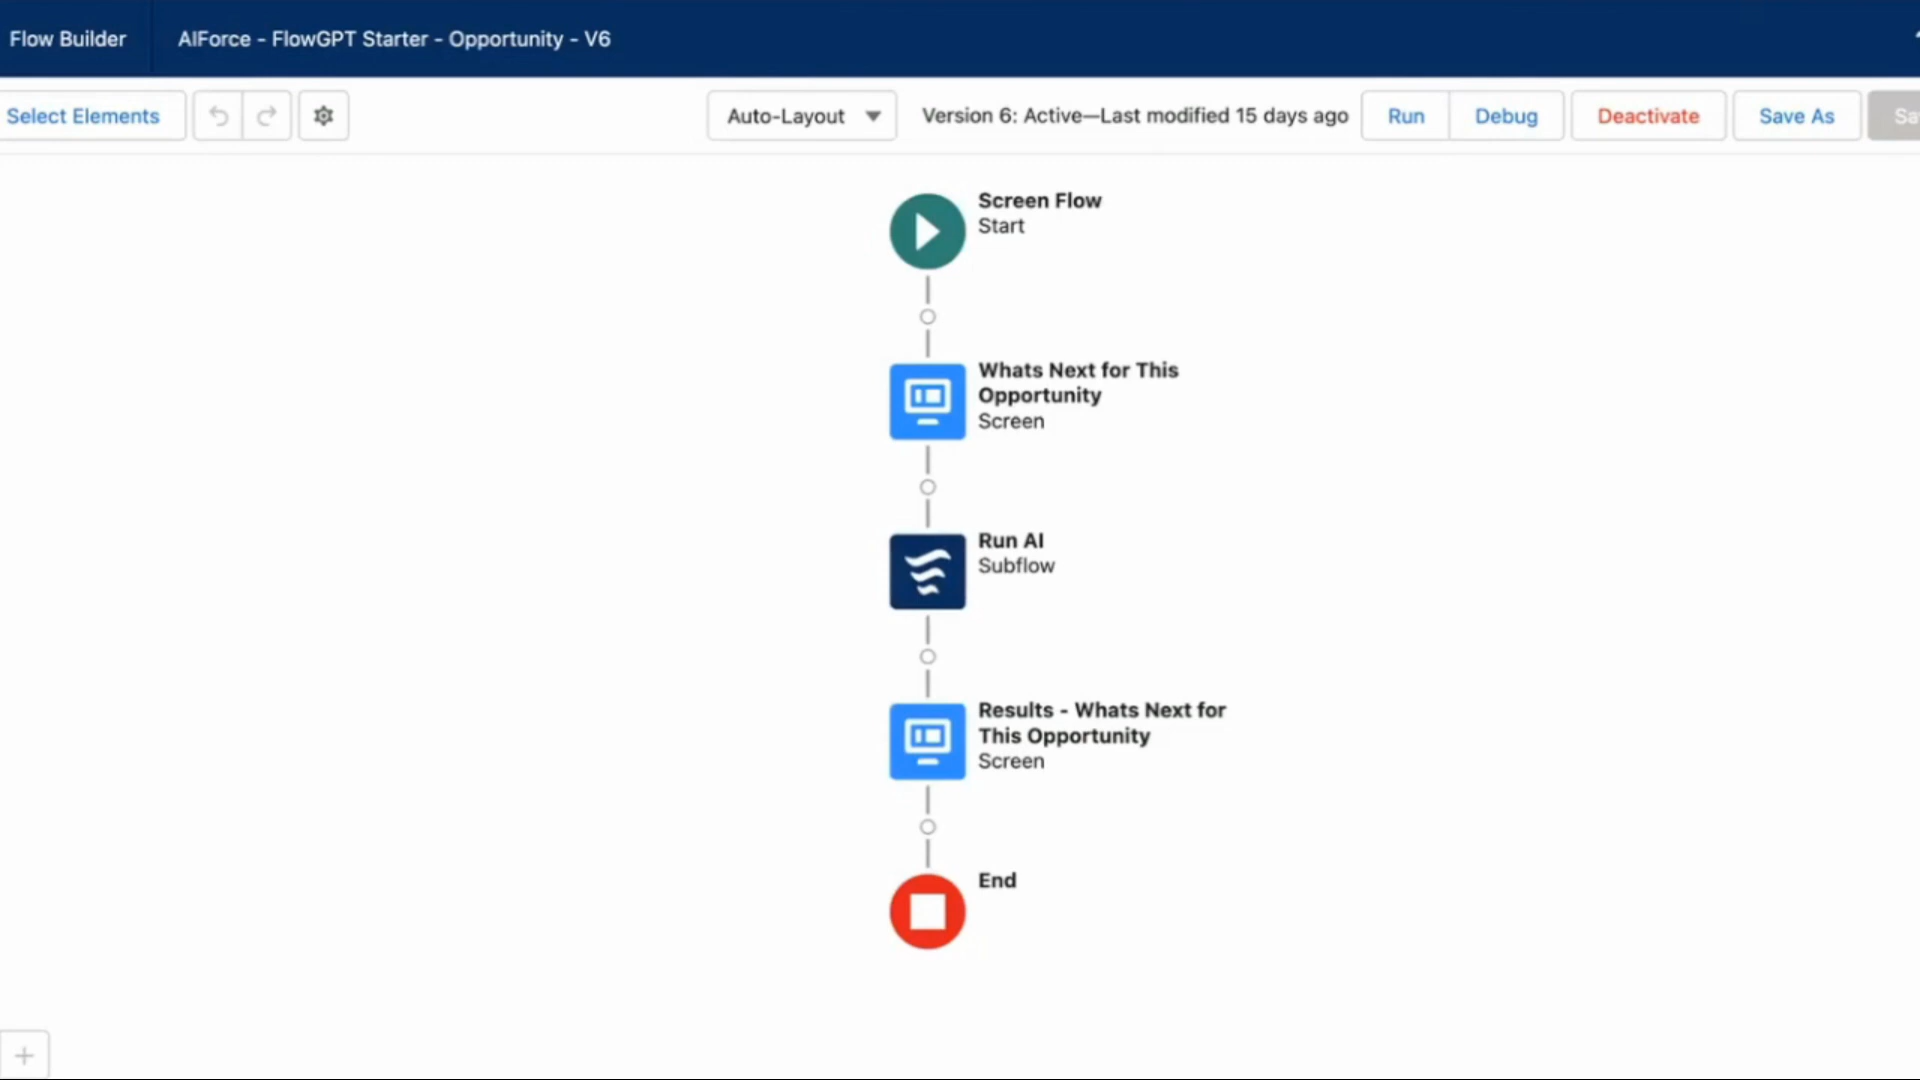 Flow Builder
AIForce - FlowGPT Starter - Opportunity - V6
Select Elements
Auto-Layout
Version 6: Active—Last modified 15 days ago
Run
Debug
Deactivate
Save As
Sa
Screen Flow
Start
Whats Next for This
Opportunity
Screen
Run AI
Subflow
Results - Whats Next for
This Opportunity
Screen
End